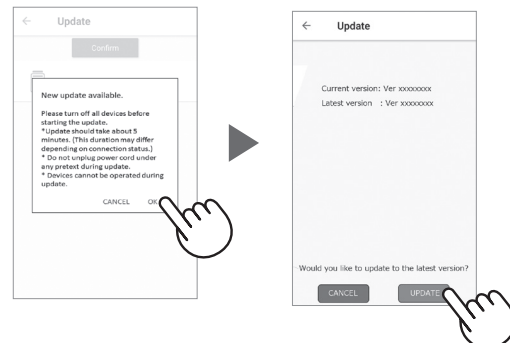 Update
Confirm
New update available.
Please turn off all devices before
starting the update.
*Update should take about 5
minutes. (This duration may differ
depending on connection status.)
* Do not unplug power cord under
any pretext during update.
* Devices cannot be operated during
update.
CANCEL OK
Update
Current version: Ver xxxxxxxx
Latest version : Ver xxxxxxxx
Would you like to update to the latest version?
CANCEL UPDATE